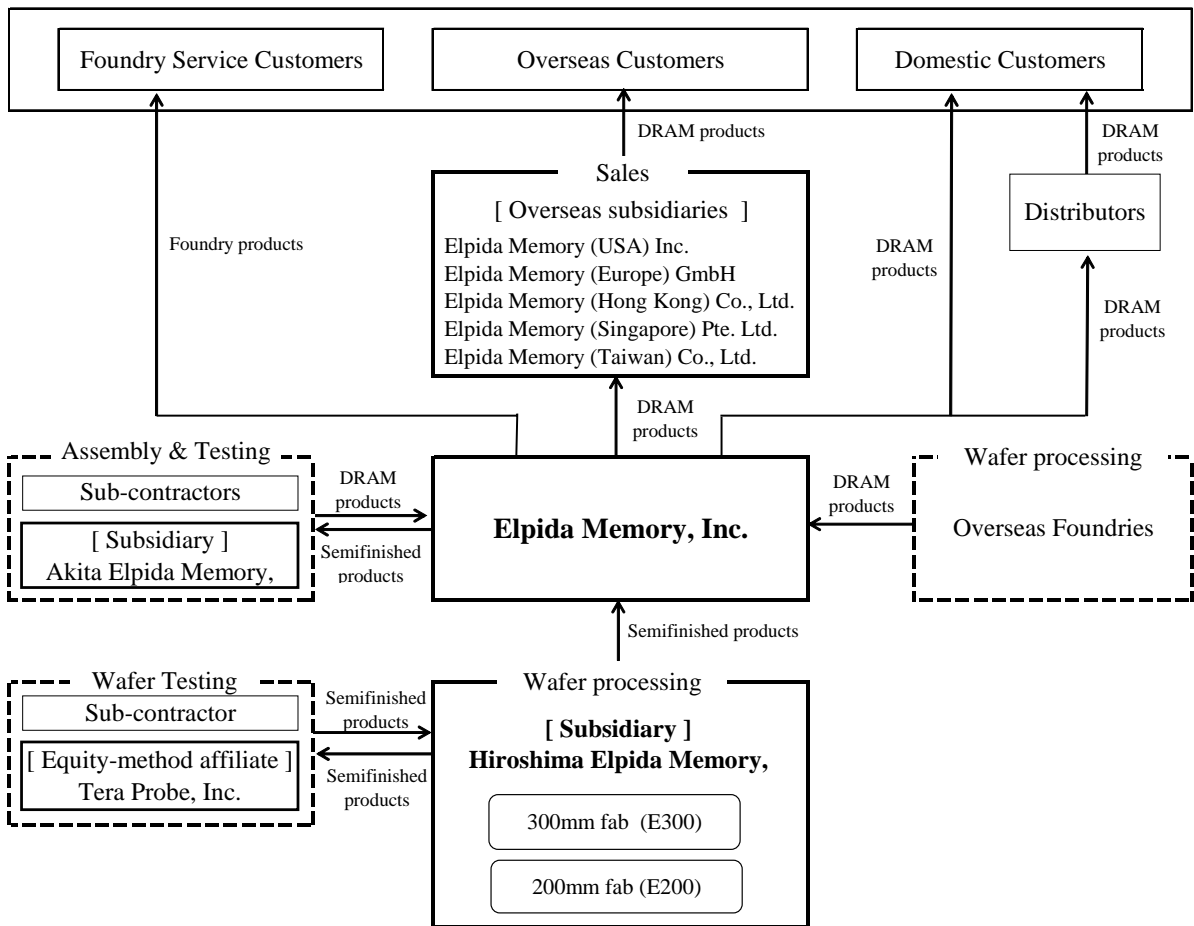 Foundry Service Customers
Overseas Customers
Domestic Customers
DRAM products
DRAM
products
Sales
[ Overseas subsidiaries ]
Elpida Memory (USA) Inc.
Elpida Memory (Europe) GmbH
Elpida Memory (Hong Kong) Co., Ltd.
Elpida Memory (Singapore) Pte. Ltd.
Elpida Memory (Taiwan) Co., Ltd.
Distributors
Foundry products
DRAM
products
DRAM
products
DRAM
products
Assembly & Testing
Sub-contractors
[ Subsidiary ]
Akita Elpida Memory,
DRAM
products
Semifinished
products
Elpida Memory, Inc.
DRAM
products
Wafer processing
Overseas Foundries
Semifinished products
Wafer Testing
Sub-contractor
[ Equity-method affiliate ]
Tera Probe, Inc.
Semifinished
products
Semifinished
products
Wafer processing
[ Subsidiary ]
Hiroshima Elpida Memory,
300mm fab (E300)
200mm fab (E200)